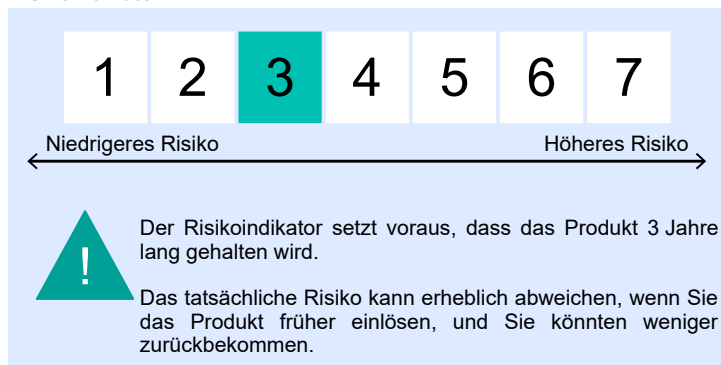 1 2 3 4 5 6 7
Niedrigeres Risiko Höheres Risiko
!
Der Risikoindikator setzt voraus, dass das Produkt 3 Jahre
lang gehalten wird.
Das tatsächliche Risiko kann erheblich abweichen, wenn Sie
das Produkt früher einlösen, und Sie könnten weniger
zurückbekommen.